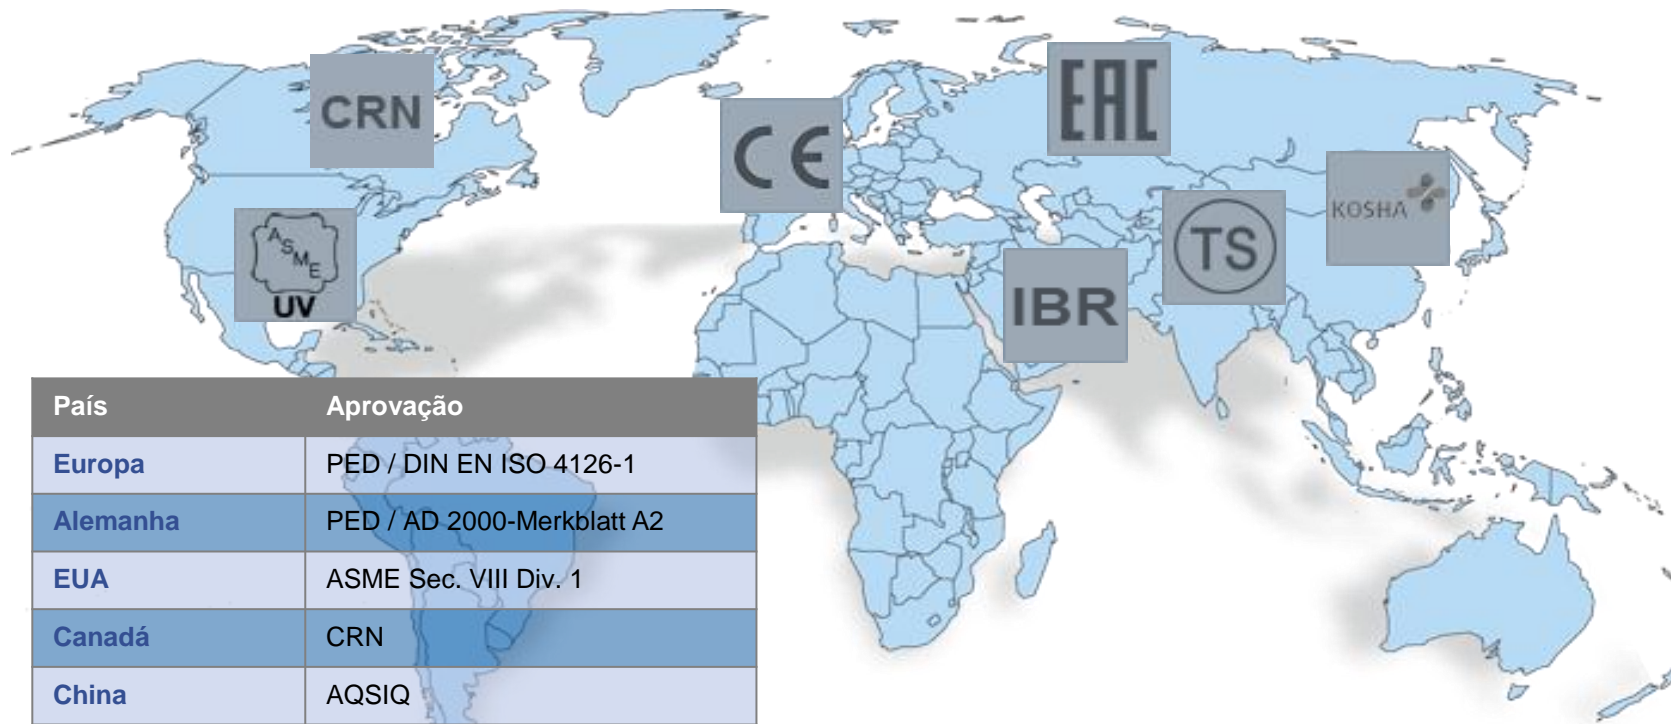 CRN
CE
EAC
KOSHA
TS
ASME
UV
IBR
País Aprovação
Europa PED / DIN EN ISO 4126-1
Alemanha PED / AD 2000-Merkblatt A2
EUA ASME Sec. VIII Div. 1
Canadá CRN
China AQSIQ